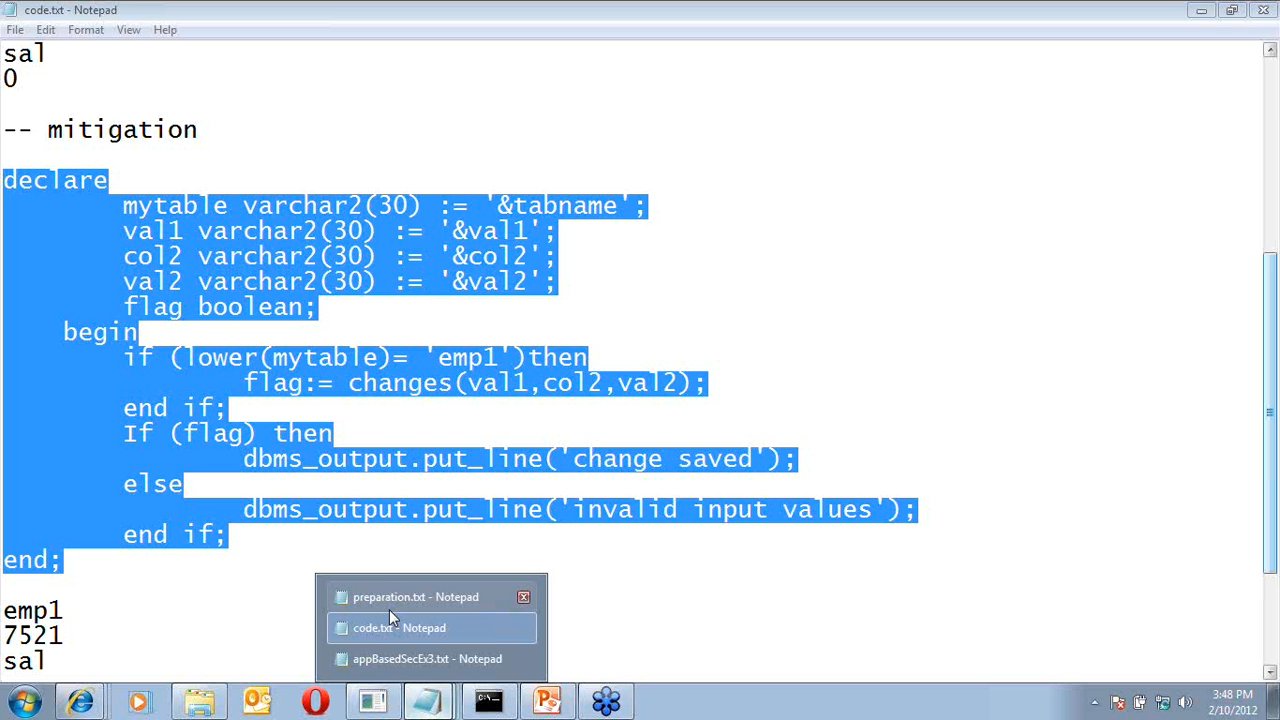 code.txt - Notepad
File Edit Format View Help
sal
0
-- mitigation
declare
mytable varchar2(30) := '&tabname';
val1 varchar2(30) := '&val1';
col2 varchar2(30) := '&col2';
val2 varchar2(30) := '&val2';
flag boolean;
begin
if (lower(mytable)= 'emp1')then
flag:= changes(val1,col2,val2);
end if;
If (flag) then
dbms_output.put_line('change saved');
else
dbms_output.put_line('invalid input values');
end if;
end;
emp1
7521
sal
preparation.txt - Notepad
code.txt - Notepad
appBasedSecEx3.txt - Notepad
3:48 PM
2/10/2012